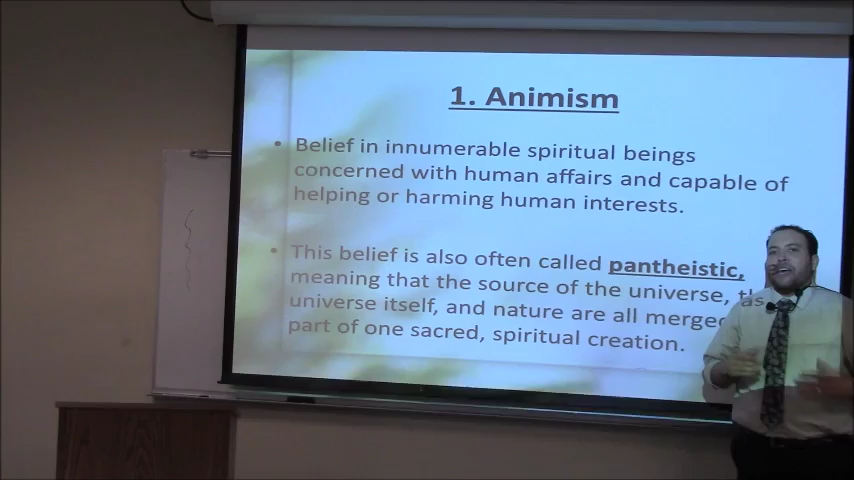 1. Animism
• Belief in innumerable spiritual beings
concerned with human affairs and capable of
helping or harming human interests.
• This belief is also often called pantheistic,
meaning that the source of the universe,
universe itself, and nature are all merged
part of one sacred, spiritual creation.